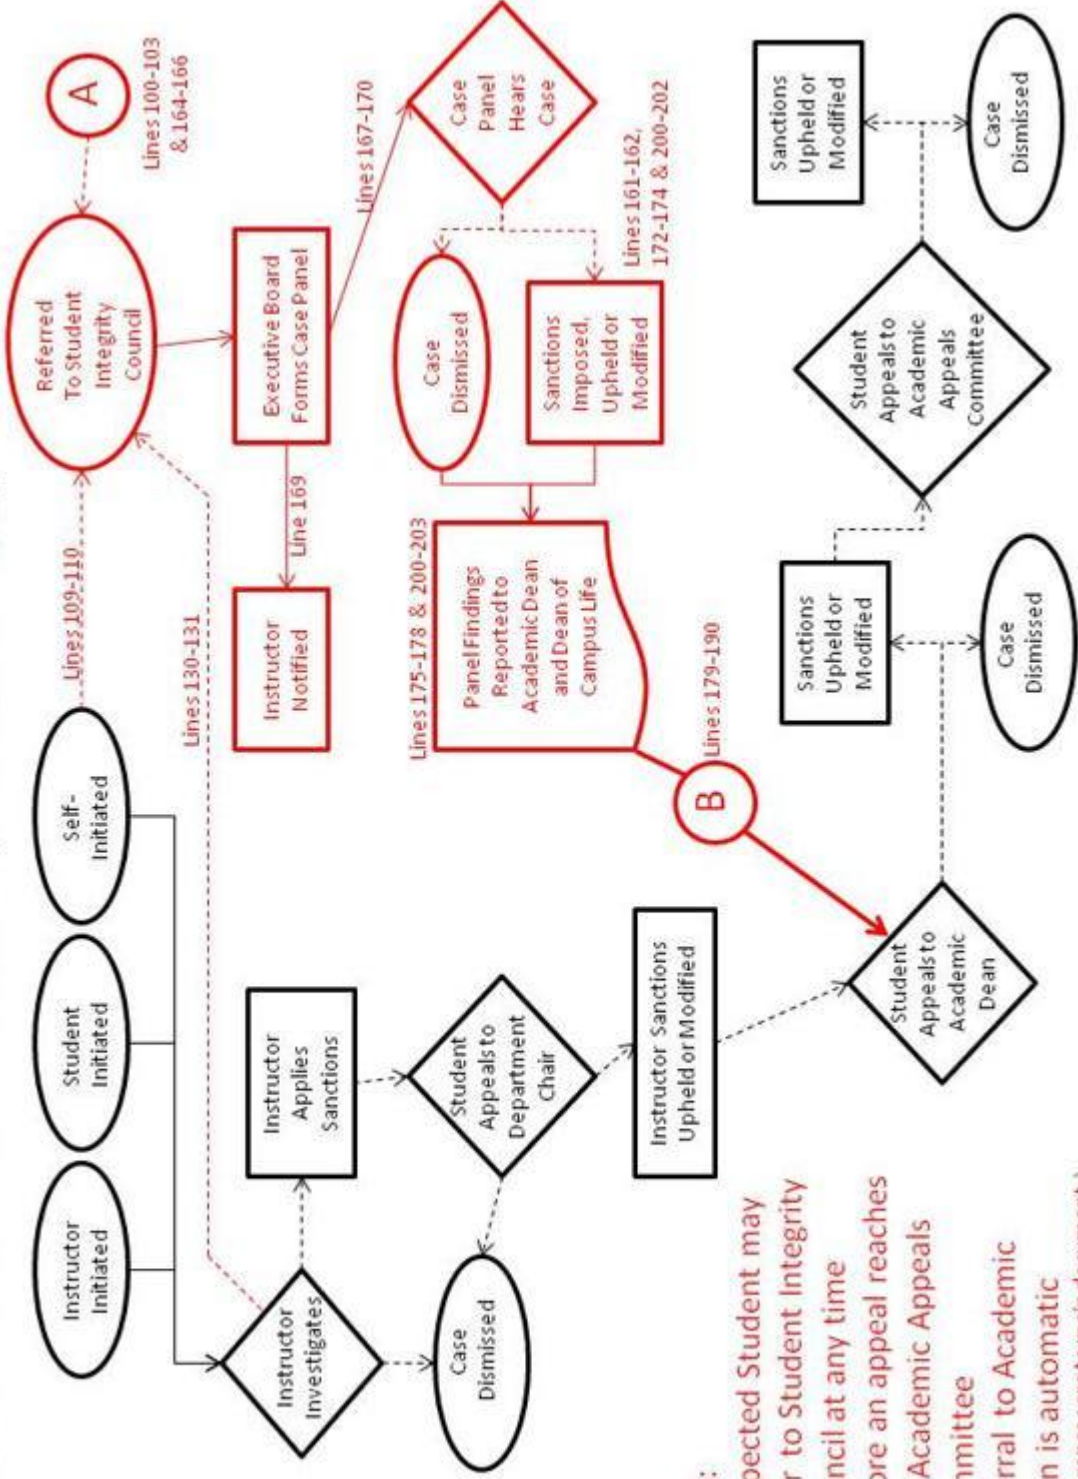 Instructor
Initiated
Student
Initiated
Self -
Initiated
Lines 109-110
Referred
To Student
Integrity
Council
A
Lines 100-103
& 164-166
Lines 130-131
Instructor
Investigates
Instructor
Applies
Sanctions
Instructor
Notified
Line 169
Executive Board
Forms Case Panel
Lines 167-170
Case
Panel
Hears
Case
Case
Dismissed
Student
Appeals to
Department
Chair
Lines 175-178 & 200-203
Panel Findings
Reported to
Academic Dean
and Dean of
Campus Life
Case
Dismissed
Sanctions
Imposed,
Upheld or
Modified
Lines 161-162,
172-174 & 200-202
Instructor Sanctions
Upheld or Modified
B
Lines 179-190
Student
Appeals to
Academic
Dean
Sanctions
Upheld or
Modified
Case
Dismissed
Student
Appeals to
Academic
Appeals
Committee
Sanctions
Upheld or
Modified
Case
Dismissed
:
pected Student may
r to Student Integrity
ncil at any time
ore an appeal reaches
Academic Appeals
mmittee
rral to Academic
n is automatic